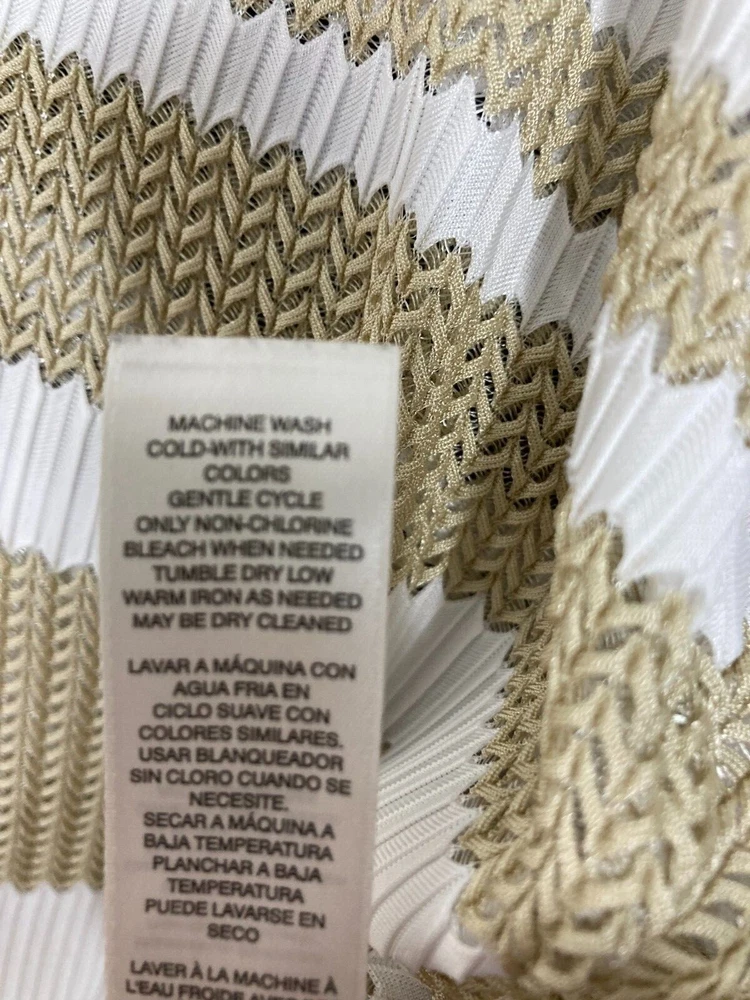 MACHINE WASH
COLD-WITH SIMILAR
COLORS
GENTLE CYCLE
ONLY NON-CHLORINE
BLEACH WHEN NEEDED
TUMBLE DRY LOW
WARM IRON AS NEEDED
MAY BE DRY CLEANED
LAVAR A MÁQUINA CON
AGUA FRIA EN
CICLO SUAVE CON
COLORES SIMILARES.
USAR BLANQUEADOR
SIN CLORO CUANDO SE
NECESITE.
SECAR A MÁQUINA A
BAJA TEMPERATURA
PLANCHAR A BAJA
TEMPERATURA
PUEDE LAVARSE EN
SECO
LAVER À LA MACHINE À
L'EAU FROIDE AVEC